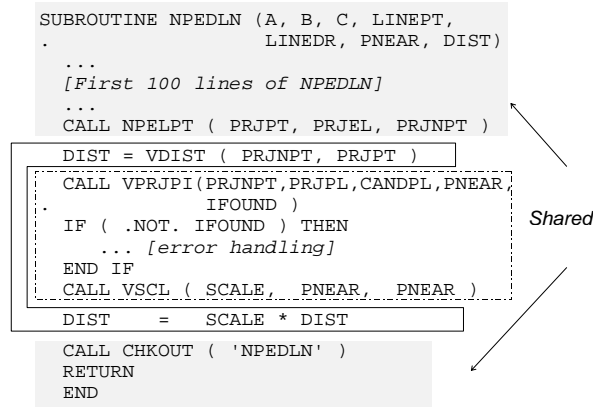 SUBROUTINE NPEDLN (A, B, C, LINEPT,
. LINEDR, PNEAR, DIST)
...
[First 100 lines of NPEDLN]
...
CALL NPELPT ( PRJPT, PRJEL, PRJNPT )
DIST = VDIST ( PRJNPT, PRJPT )
CALL VPRJPI(PRJNPT,PRJPL,CANDPL,PNEAR,
. IFOUND )
IF ( .NOT. IFOUND ) THEN
... [error handling]
END IF
CALL VSCL ( SCALE, PNEAR, PNEAR )
DIST = SCALE * DIST
CALL CHKOUT ( 'NPEDLN' )
RETURN
END
Shared